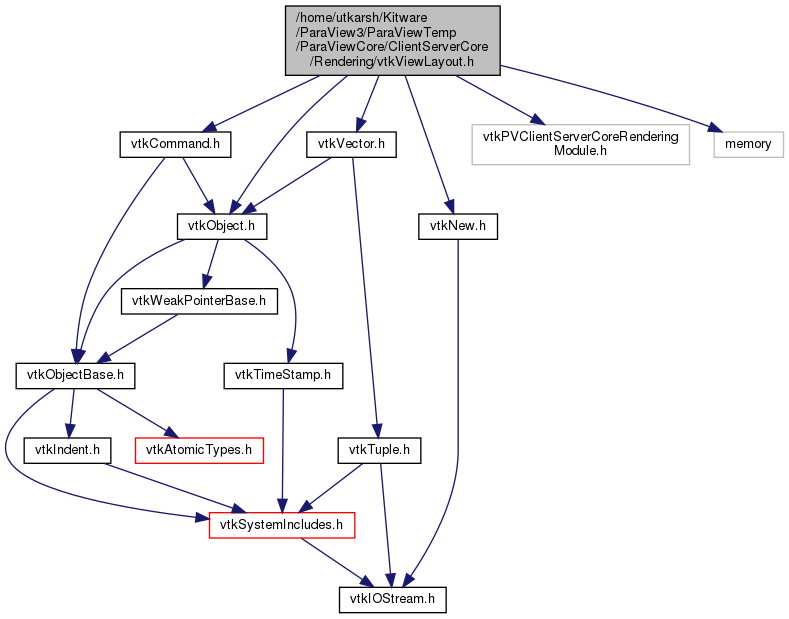 /home/utkarsh/Kitware
/ParaView3/ParaViewTemp
/ParaViewCore/ClientServerCore
/Rendering/vtkViewLayout.h
vtkCommand.h
vtkVector.h
vtkPVClientServerCoreRendering
Module.h
memory
vtkObject.h
vtkNew.h
vtkWeakPointerBase.h
vtkObjectBase.h
vtkTimeStamp.h
vtkIndent.h
vtkAtomicTypes.h
vtkTuple.h
vtkSystemIncludes.h
vtkIOStream.h